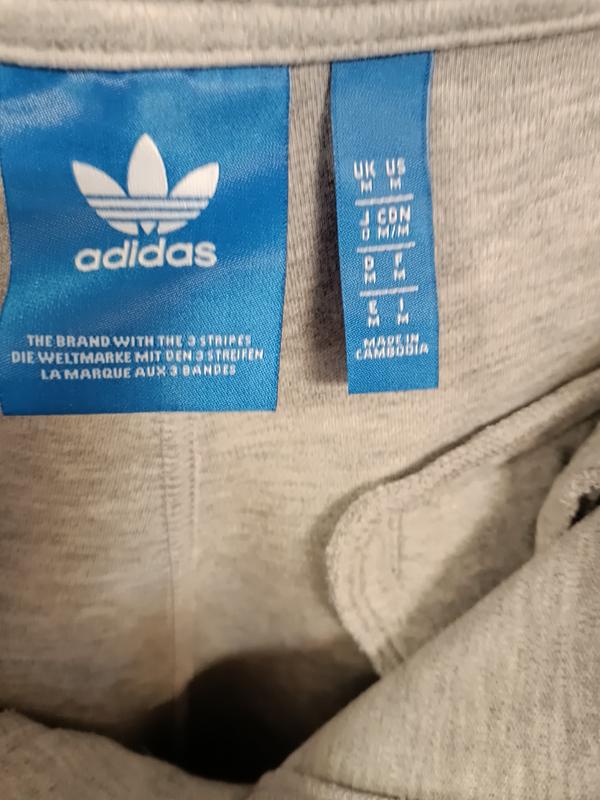 adidas
THE BRAND WITH THE 3 STRIPES
DIE WELTMARKE MIT DEN 3 STREIFEN
LA MARQUE AUX 3 BANDES
UK US
M M
J CDN
O M/M
D F
M M
E I
M M
MADE IN
CAMBODIA